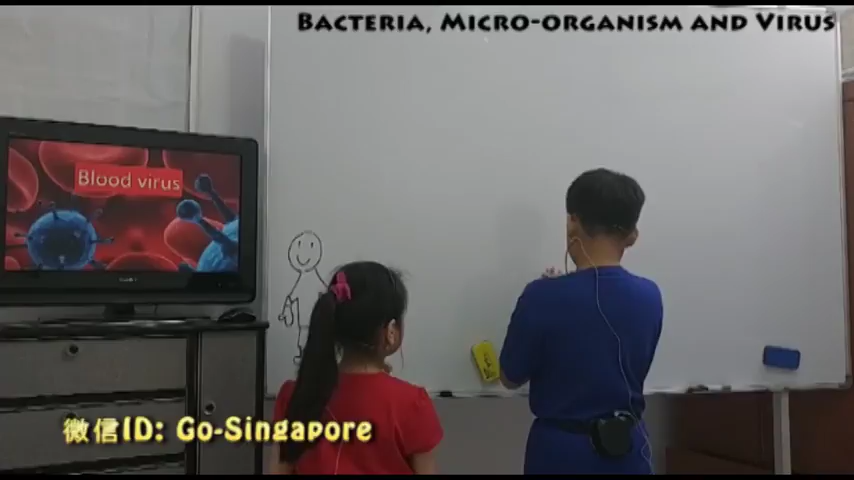 Bacteria, Micro-organism and Virus
Blood virus
微信ID: Go-Singapore